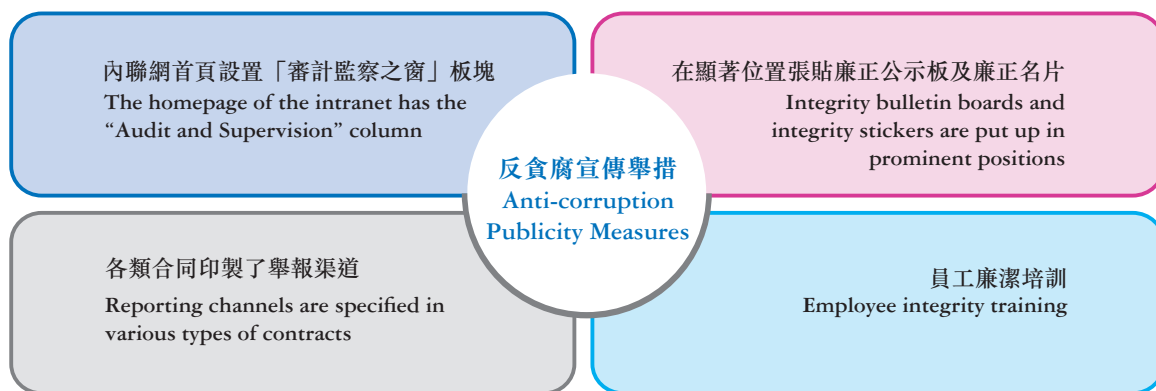 內聯網首頁設置「審計監察之窗」板塊
The homepage of the intranet has the
“Audit and Supervision” column
在顯著位置張貼廉正公示板及廉正名片
Integrity bulletin boards and
integrity stickers are put up in
prominent positions
反貪腐宣傳舉措
Anti-corruption
Publicity Measures
各類合同印製了舉報渠道
Reporting channels are specified in
various types of contracts
員工廉潔培訓
Employee integrity training